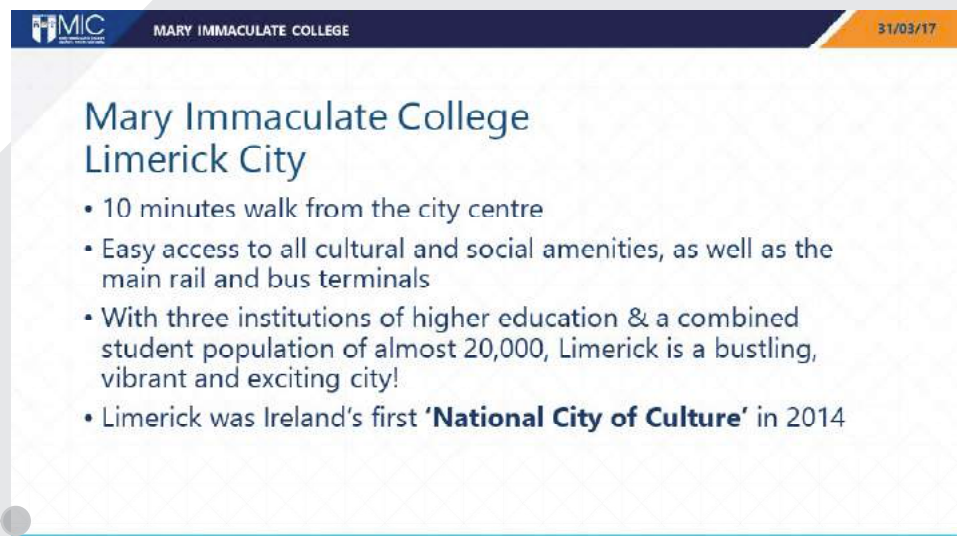 MIC
MARY IMMACULATE COLLEGE
31/03/17
Mary Immaculate College
Limerick City
• 10 minutes walk from the city centre
• Easy access to all cultural and social amenities, as well as the
main rail and bus terminals
• With three institutions of higher education & a combined
student population of almost 20,000, Limerick is a bustling,
vibrant and exciting city!
• Limerick was Ireland's first ‘National City of Culture’ in 2014